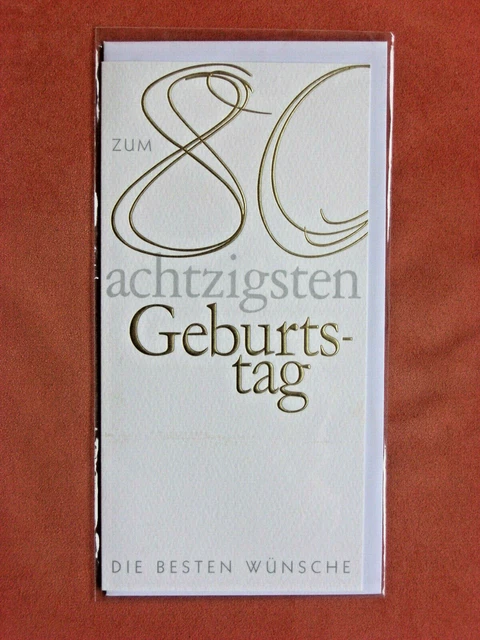 ZUM 80
achtzigsten
Geburts-
tag
DIE BESTEN WÜNSCHE